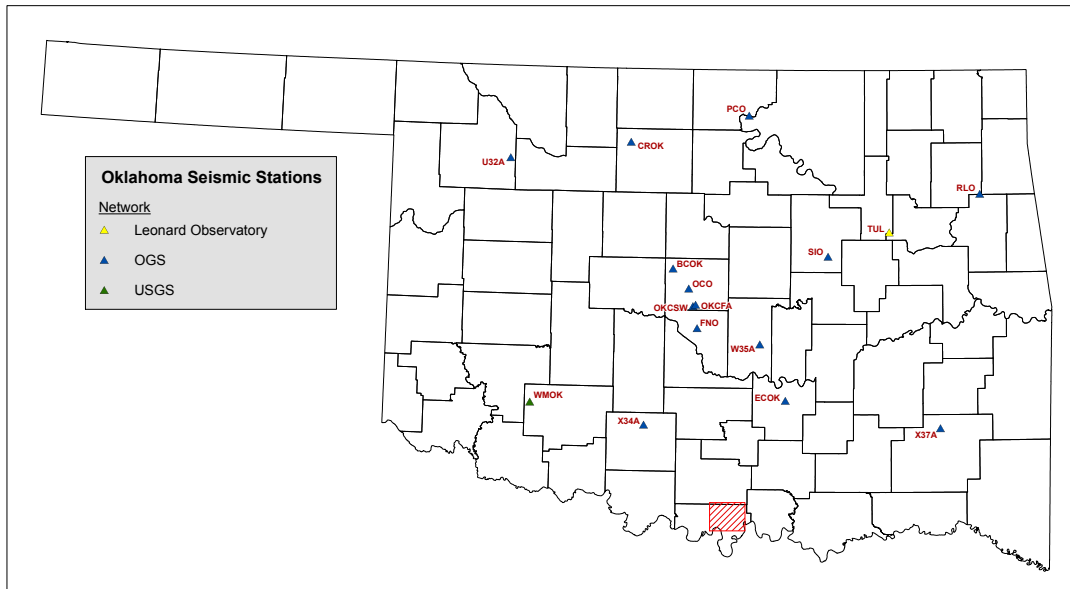 PCO
CROK
U32A
Oklahoma Seismic Stations
Network
Leonard Observatory
OGS
USGS
RLO
TUL
SIO
BCOK
OCO
OKCSW
OKCFA
FNO
W35A
WMOK
ECOK
X34A
X37A